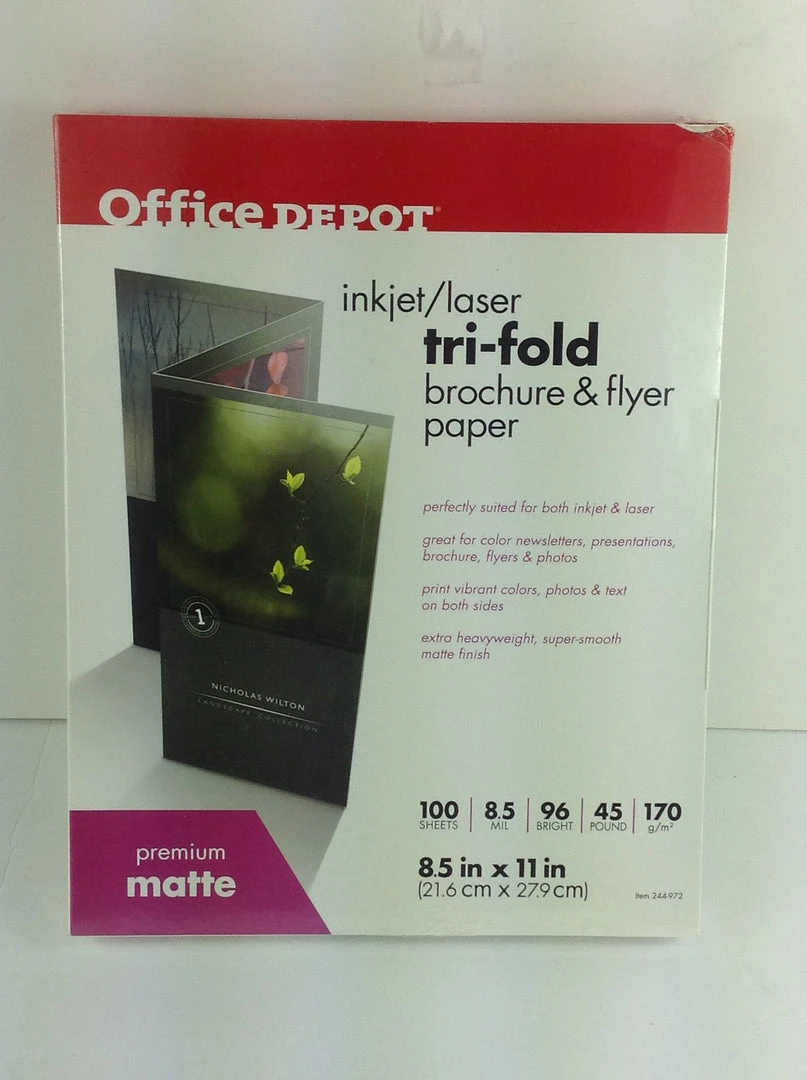 Office DEPOT
inkjet/laser
tri-fold
brochure & flyer
paper
perfectly suited for both inkjet & laser
great for color newsletters, presentations,
brochure, flyers & photos
print vibrant colors, photos & text
on both sides
extra heavyweight, super-smooth
matte finish
1
NICHOLAS WILTON
LANDSCAPE COLLECTION
100 | 8.5 | 96 | 45 | 170
SHEETS | MIL | BRIGHT | POUND | g/m²
8.5 in x 11 in
(21.6 cm x 27.9 cm)
Item 244-972
premium
matte